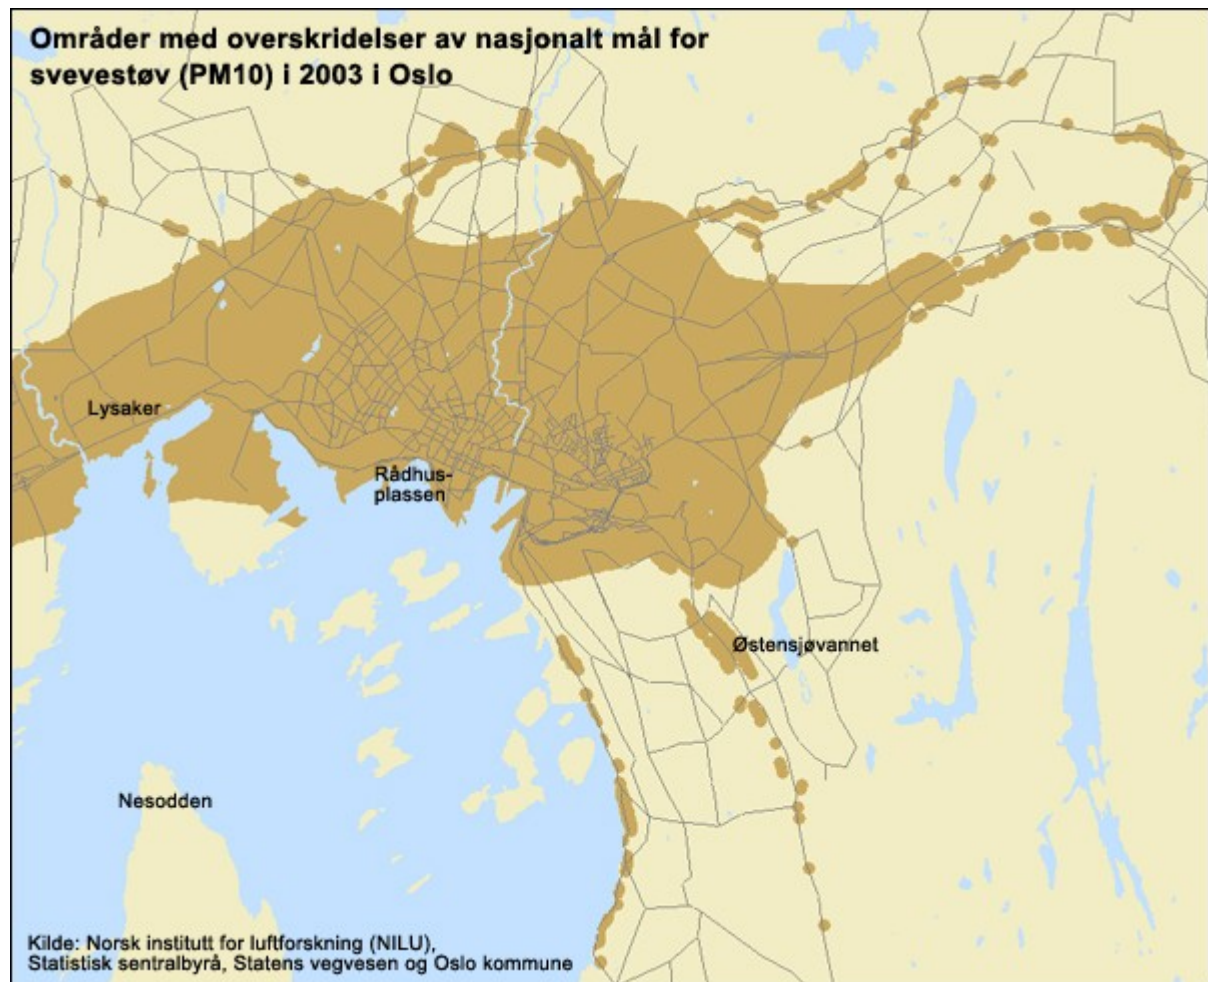 Områder med overskridelser av nasjonalt mål for
svevestøv (PM10) i 2003 i Oslo
Lysaker
Rådhus-
plassen
Østensjøvannet
Nesodden
Kilde: Norsk institutt for luftforskning (NILU),
Statistisk sentralbyrå, Statens vegvesen og Oslo kommune